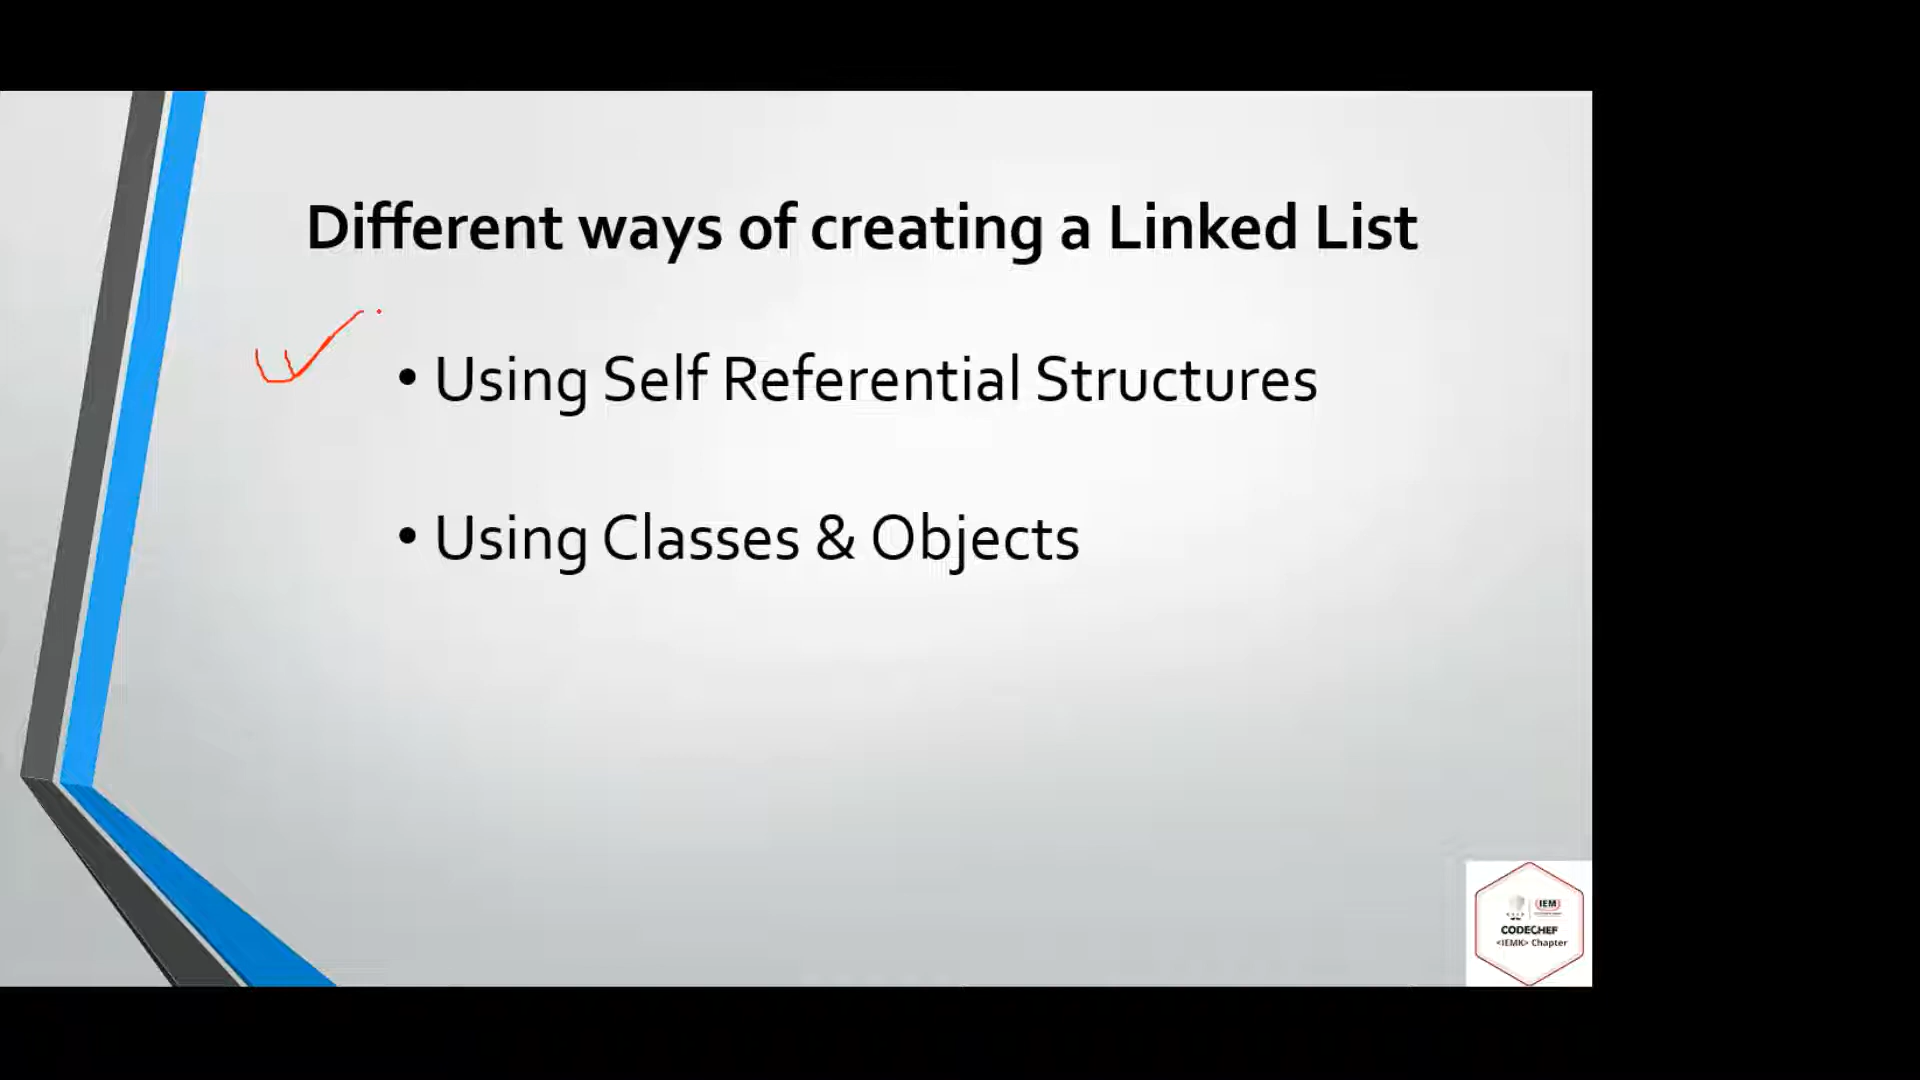 Different ways of creating a Linked List
• Using Self Referential Structures
• Using Classes & Objects
IEM
CODECHEF
<IEMK> Chapter